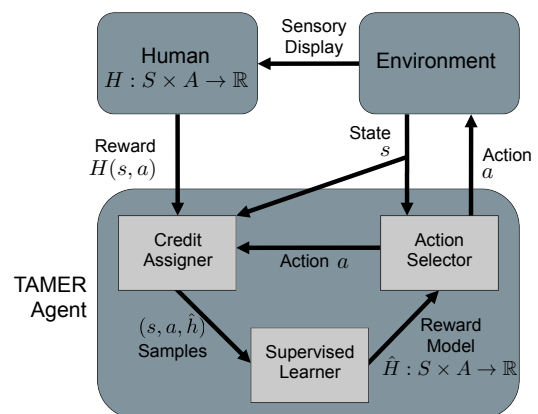 Sensory
Display
Human
H : S × A → ℝ
Environment
State
s
Reward
H(s, a)
Action
a
Credit
Assigner
Action a
Action
Selector
TAMER
Agent
(s, a, ĥ)
Samples
Supervised
Learner
Reward
Model
Ĥ : S × A → ℝ